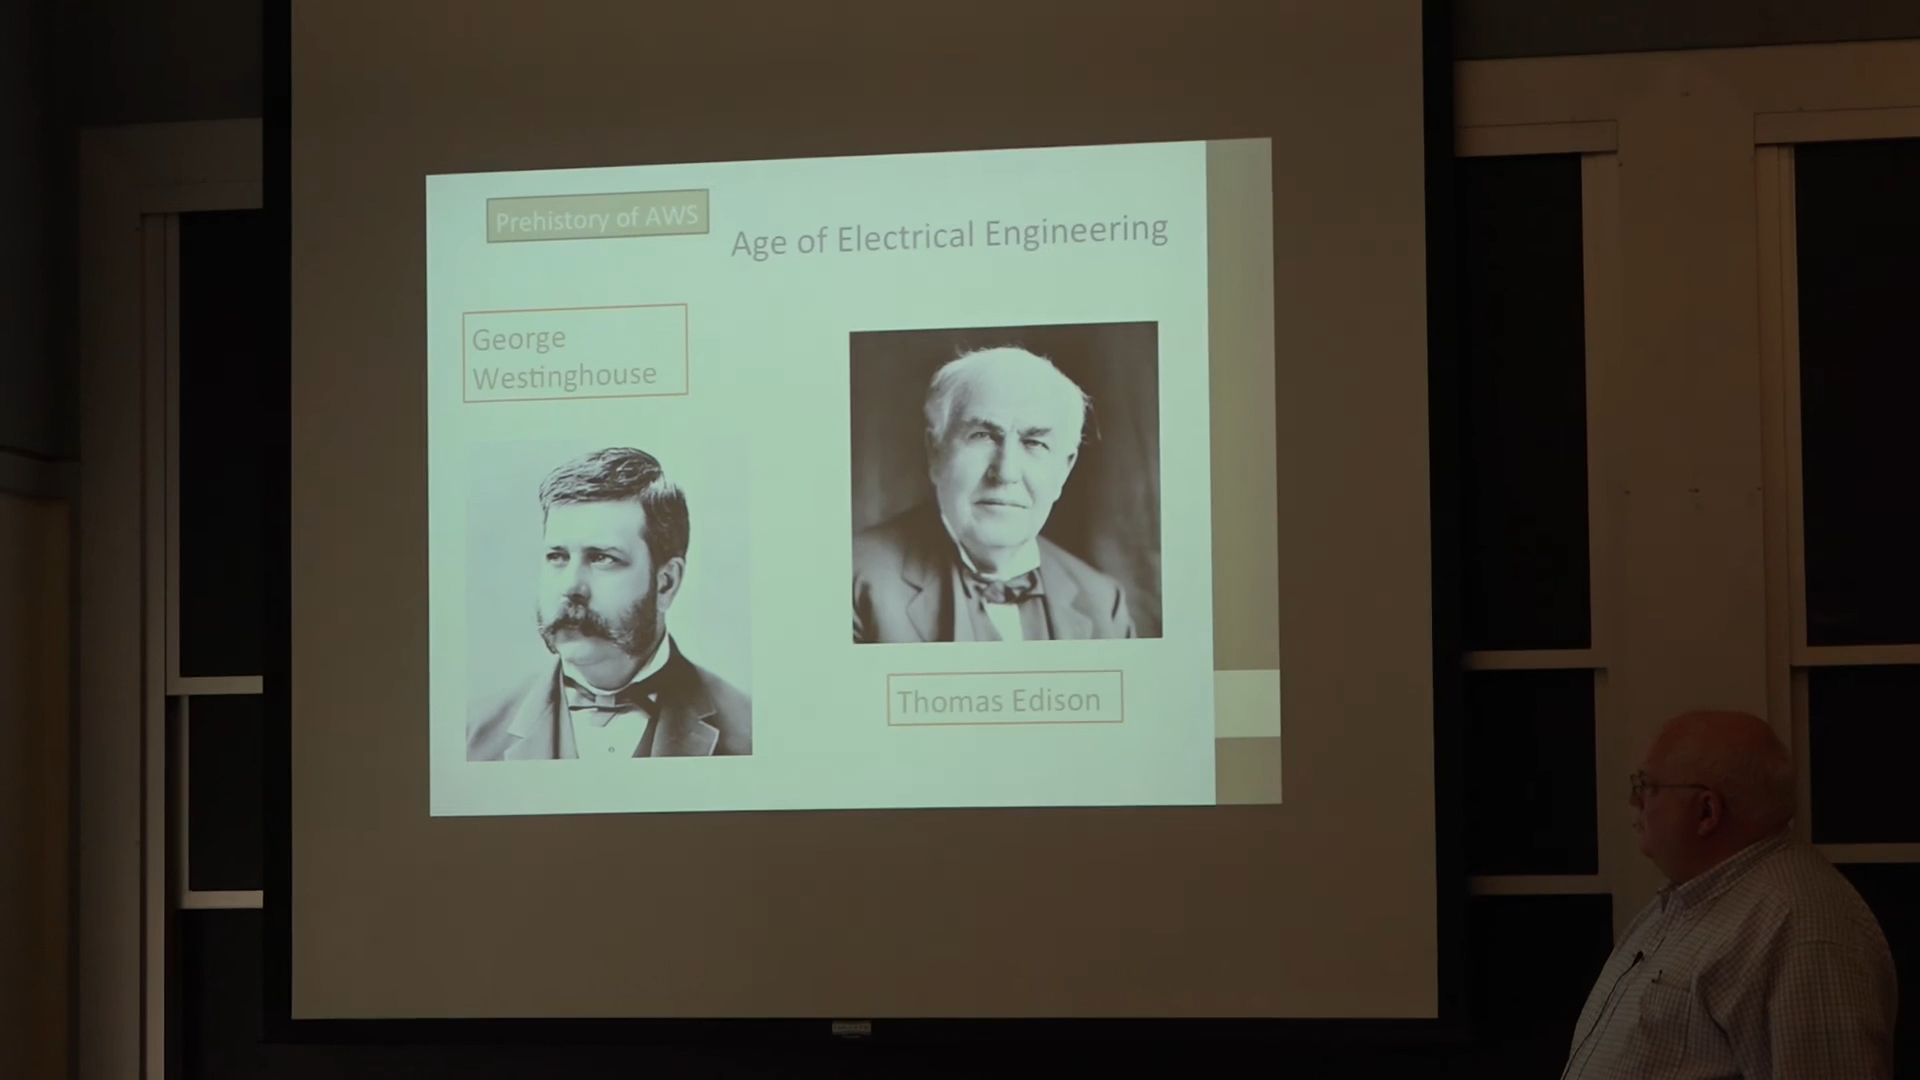 Prehistory of AWS
Age of Electrical Engineering
George
Westinghouse
Thomas Edison